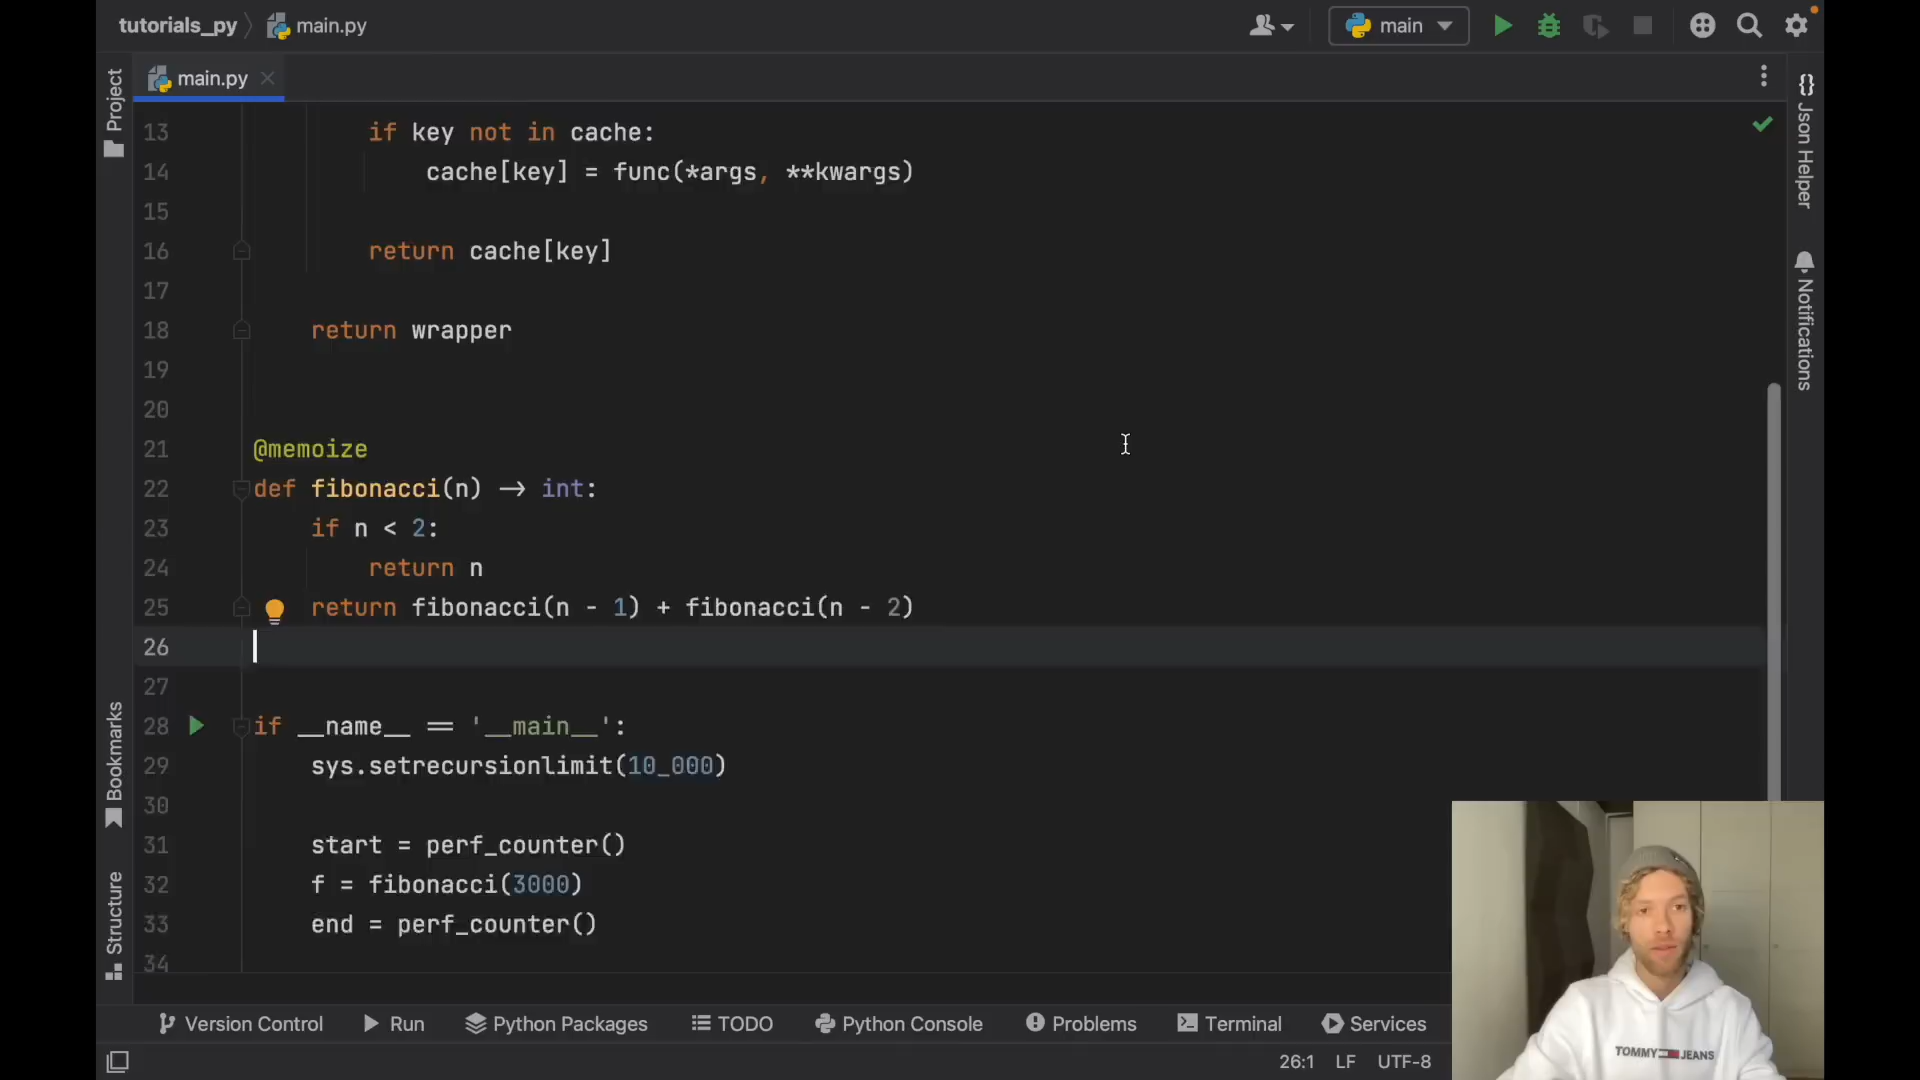 tutorials_py
main.py
main
main.py
Project
Json Helper
Notifications
Bookmarks
Structure
13 if key not in cache:
14 cache[key] = func(*args, **kwargs)
15
16 return cache[key]
17
18 return wrapper
19
20
21 @memoize
22 def fibonacci(n) → int:
23 if n < 2:
24 return n
25 return fibonacci(n - 1) + fibonacci(n - 2)
26
27
28 if __name__ == '__main__':
29 sys.setrecursionlimit(10_000)
30
31 start = perf_counter()
32 f = fibonacci(3000)
33 end = perf_counter()
34
TOMMY JEANS
Version Control Run Python Packages TODO Python Console Problems Terminal Services
26:1 LF UTF-8